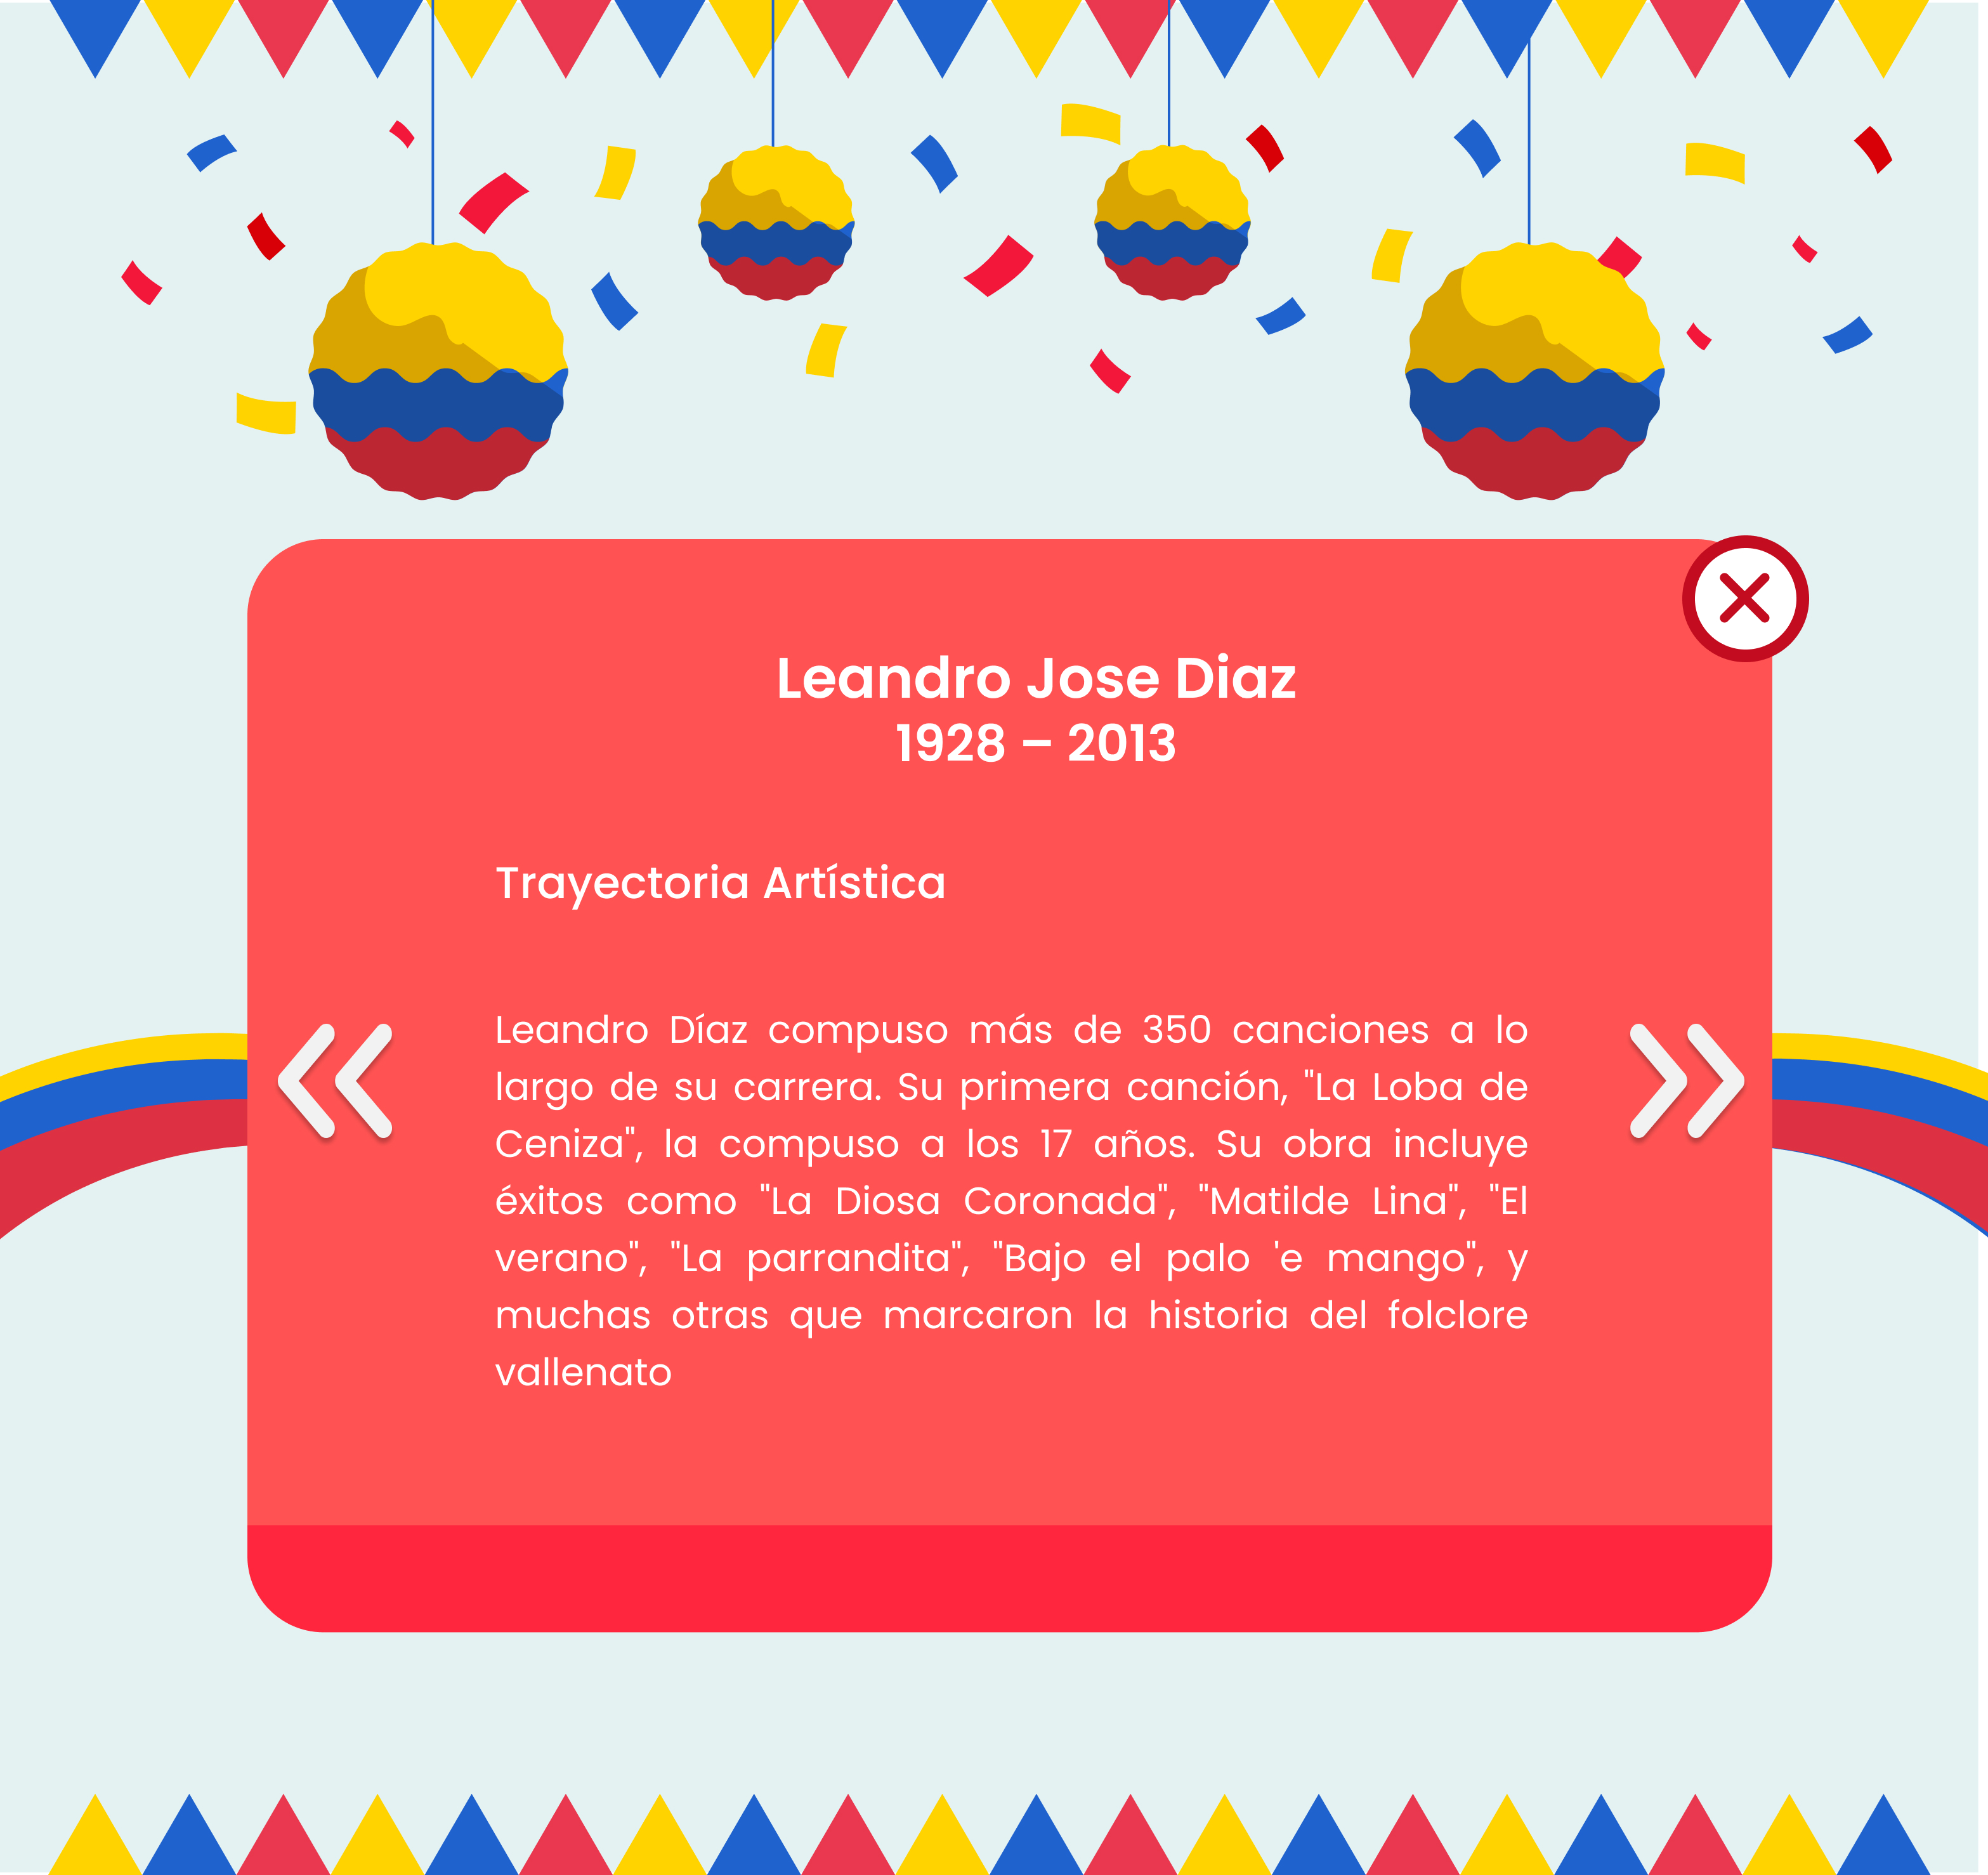 Leandro Jose Diaz
1928 – 2013
Trayectoria Artística
Leandro Díaz compuso más de 350 canciones a lo
largo de su carrera. Su primera canción, "La Loba de
Ceniza", la compuso a los 17 años. Su obra incluye
éxitos como "La Diosa Coronada", "Matilde Lina", "El
verano", "La parrandita", "Bajo el palo 'e mango", y
muchas otras que marcaron la historia del folclore
vallenato